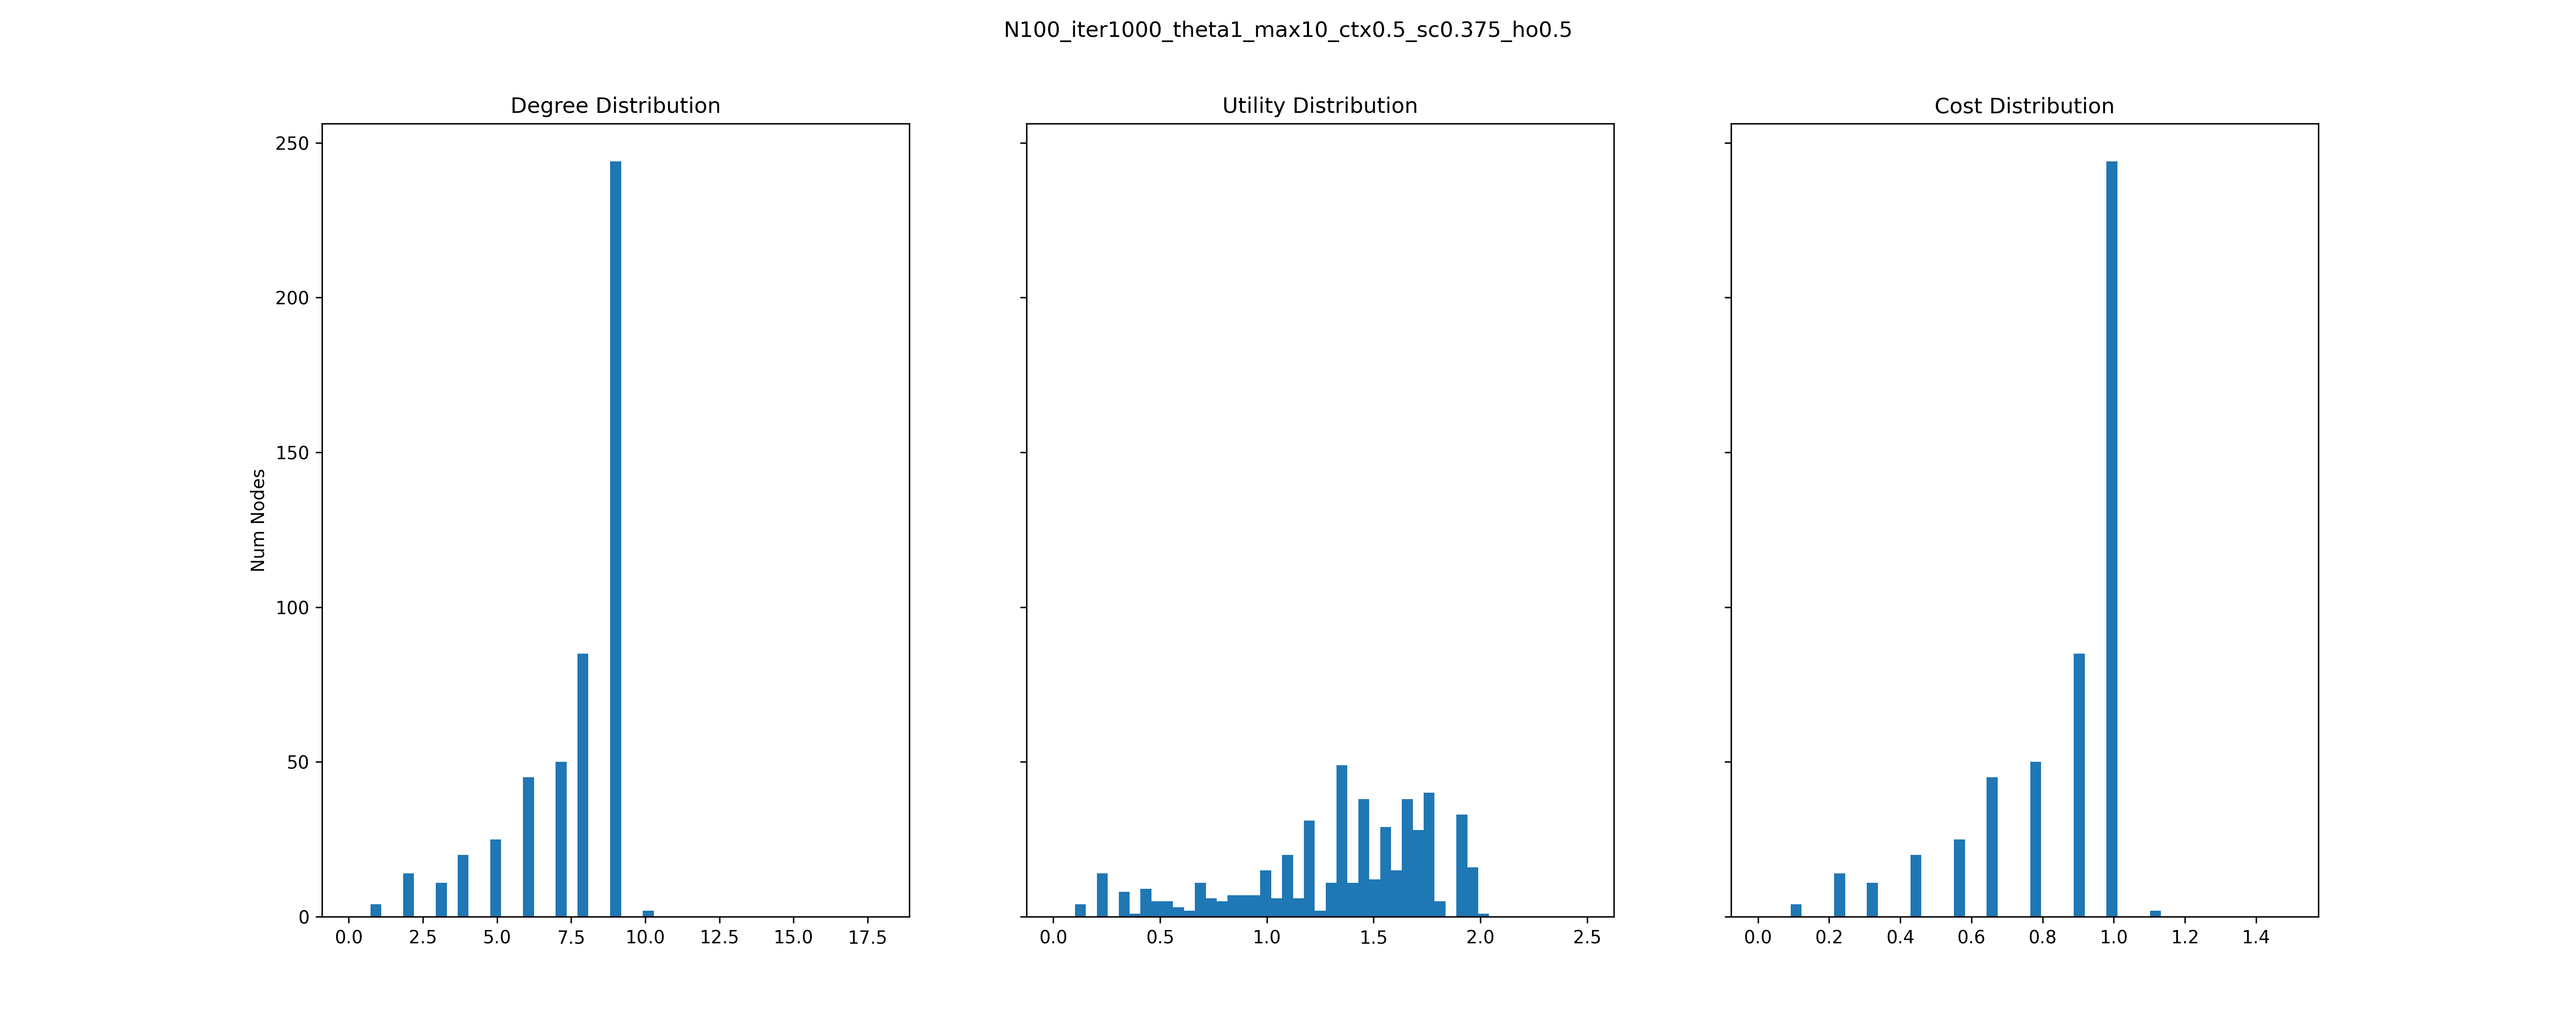 N100_iter1000_theta1_max10_ctx0.5_sc0.375_ho0.5
Degree Distribution
Utility Distribution
Cost Distribution
Num Nodes
250
200
150
100
50
0
0.0 2.5 5.0 7.5 10.0 12.5 15.0 17.5
0.0 0.5 1.0 1.5 2.0 2.5
0.0 0.2 0.4 0.6 0.8 1.0 1.2 1.4